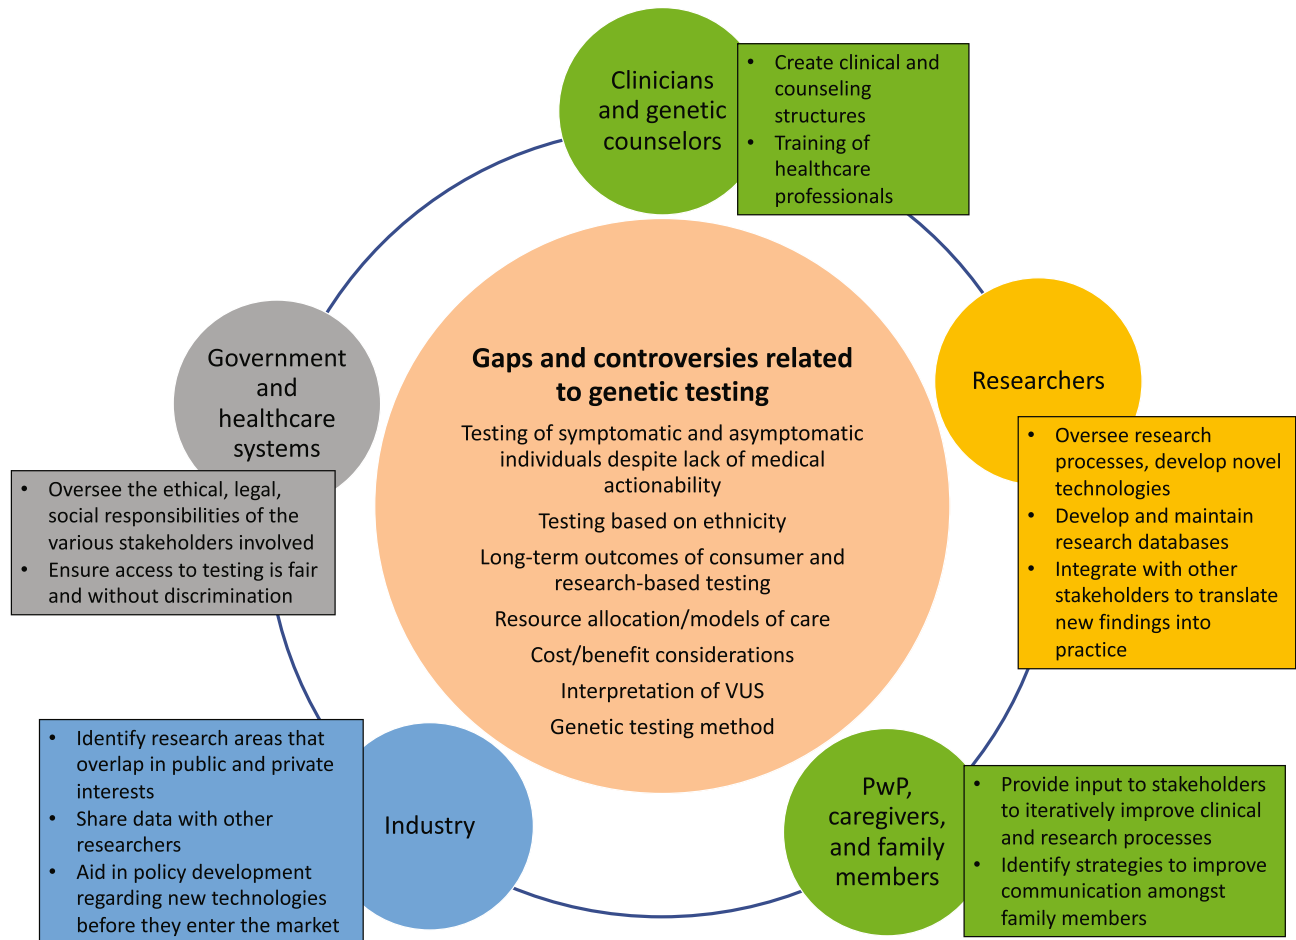 Clinicians
and genetic
counselors
• Create clinical and
counseling
structures
• Training of
healthcare
professionals
Researchers
• Oversee research
processes, develop novel
technologies
• Develop and maintain
research databases
• Integrate with other
stakeholders to translate
new findings into
practice
Government
and
healthcare
systems
• Oversee the ethical, legal,
social responsibilities of the
various stakeholders involved
• Ensure access to testing is fair
and without discrimination
Gaps and controversies related
to genetic testing
Testing of symptomatic and asymptomatic
individuals despite lack of medical
actionability
Testing based on ethnicity
Long-term outcomes of consumer and
research-based testing
Resource allocation/models of care
Cost/benefit considerations
Interpretation of VUS
Genetic testing method
• Identify research areas that
overlap in public and private
interests
• Share data with other
researchers
• Aid in policy development
regarding new technologies
before they enter the market
Industry
PwP,
caregivers,
and family
members
• Provide input to stakeholders
to iteratively improve clinical
and research processes
• Identify strategies to improve
communication amongst
family members